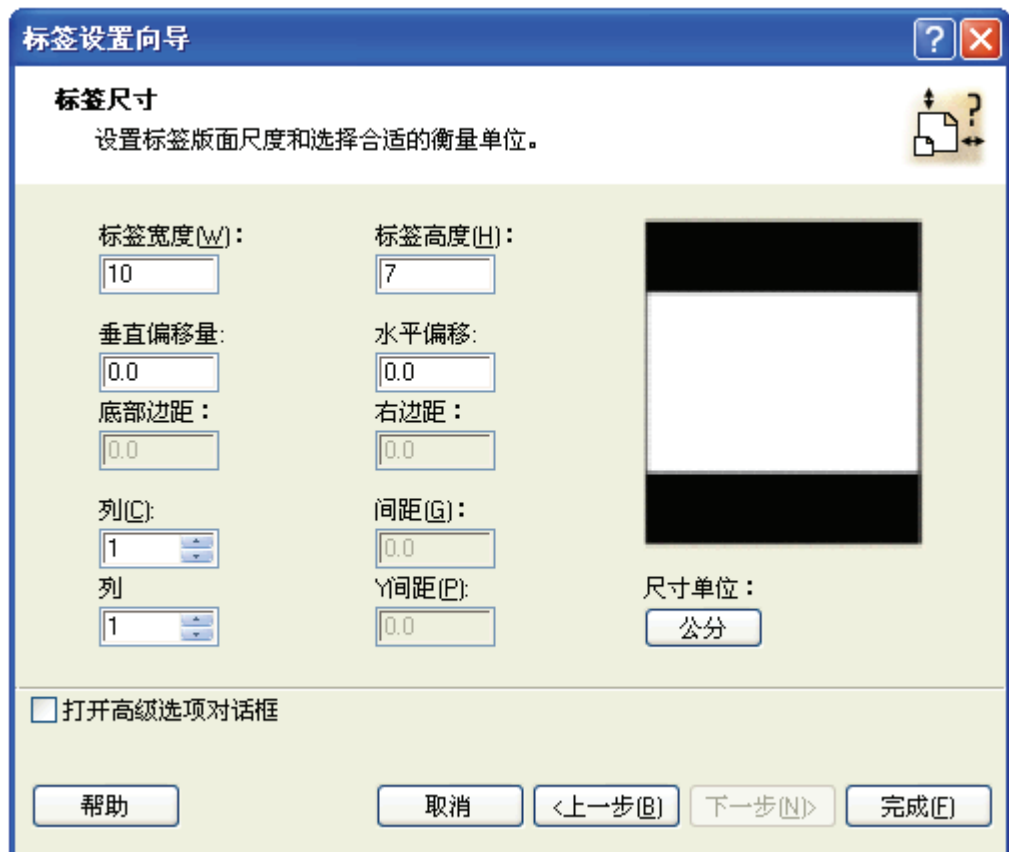 标签设置向导
标签尺寸
设置标签版面尺度和选择合适的衡量单位。
标签宽度(W)： 标签高度(H)：
10 7
垂直偏移量: 水平偏移:
0.0 0.0
底部边距： 右边距：
0.0 0.0
列(C): 间距(G)：
1 0.0
列 Y间距(P): 尺寸单位：
1 0.0 公分
打开高级选项对话框
帮助 取消 <上一步(B) 下一步(N)> 完成(F)